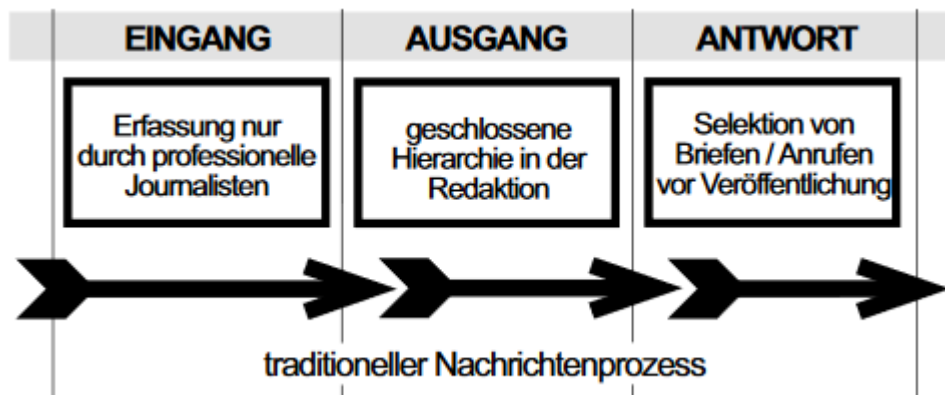 EINGANG
AUSGANG
ANTWORT
Erfassung nur
durch professionelle
Journalisten
geschlossene
Hierarchie in der
Redaktion
Selektion von
Briefen / Anrufen
vor Veröffentlichung
traditioneller Nachrichtenprozess